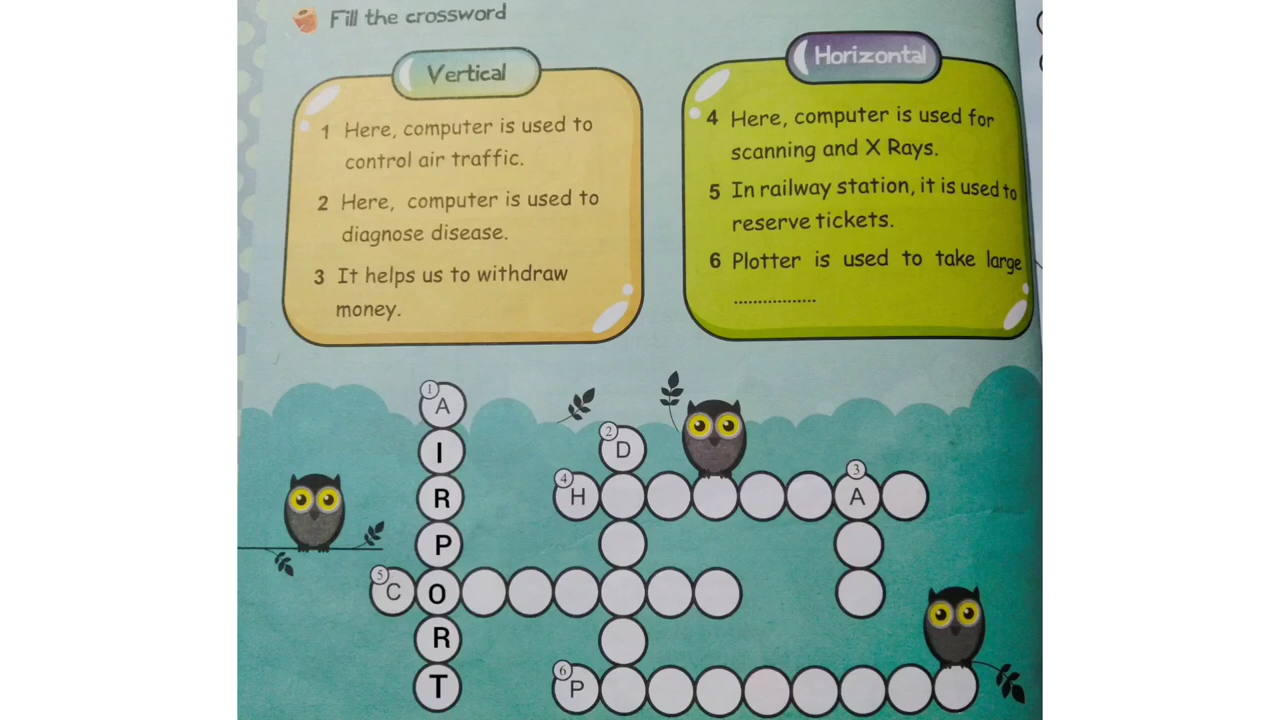 Fill the crossword
Vertical
1 Here, computer is used to
control air traffic.
2 Here, computer is used to
diagnose disease.
3 It helps us to withdraw
money.
Horizontal
4 Here, computer is used for
scanning and X Rays.
5 In railway station, it is used to
reserve tickets.
6 Plotter is used to take large
.................
1 A
I
2 D
R
4 H
3 A
P
5 C O
R
T
6 P